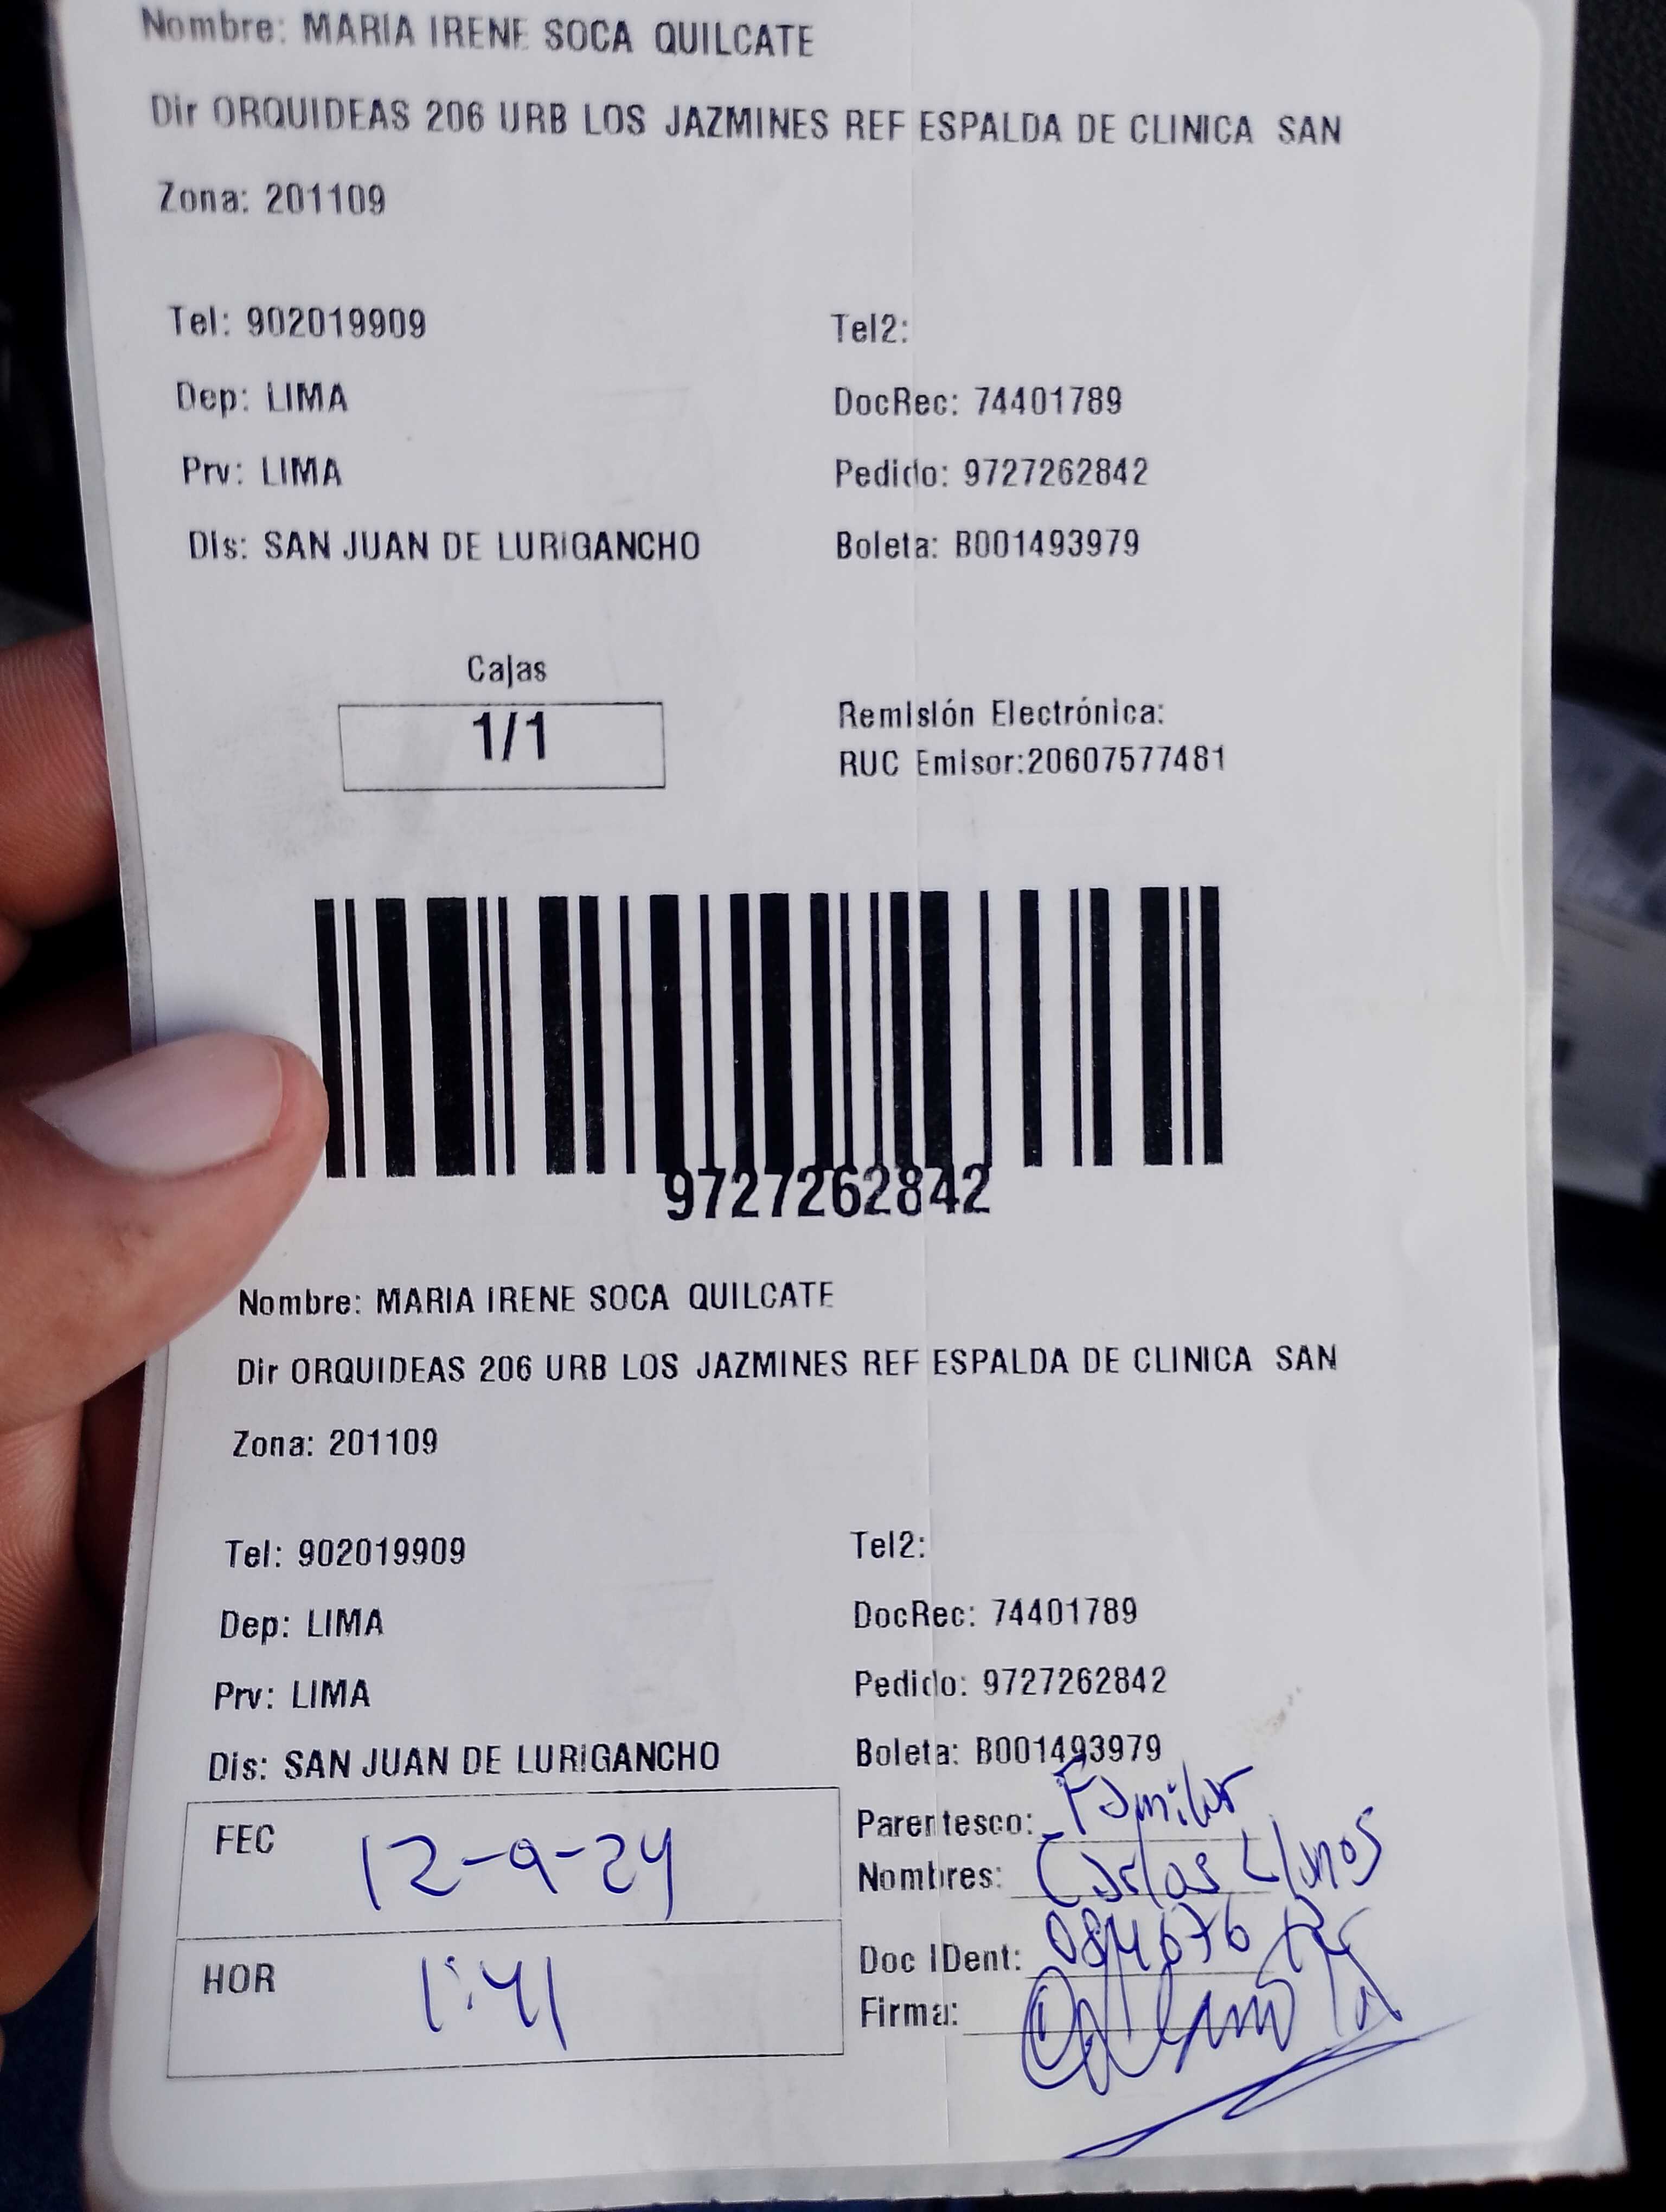 Nombre: MARIA IRENE SOCA QUILCATE
Dir ORQUIDEAS 206 URB LOS JAZMINES REF ESPALDA DE CLINICA SAN
Zona: 201109
Tel: 902019909 Tel2:
Dep: LIMA DocRec: 74401789
Prv: LIMA Pedido: 9727262842
Dis: SAN JUAN DE LURIGANCHO Boleta: B001493979
Cajas
1/1
Remisión Electrónica:
RUC Emisor:20607577481
9727262842
Nombre: MARIA IRENE SOCA QUILCATE
Dir ORQUIDEAS 206 URB LOS JAZMINES REF ESPALDA DE CLINICA SAN
Zona: 201109
Tel: 902019909 Tel2:
Dep: LIMA DocRec: 74401789
Prv: LIMA Pedido: 9727262842
Dis: SAN JUAN DE LURIGANCHO Boleta: B001493979
FEC 12-9-24
HOR 1:41
Parentesco: Familiar
Nombres: Carlos
Doc IDent:
Firma: